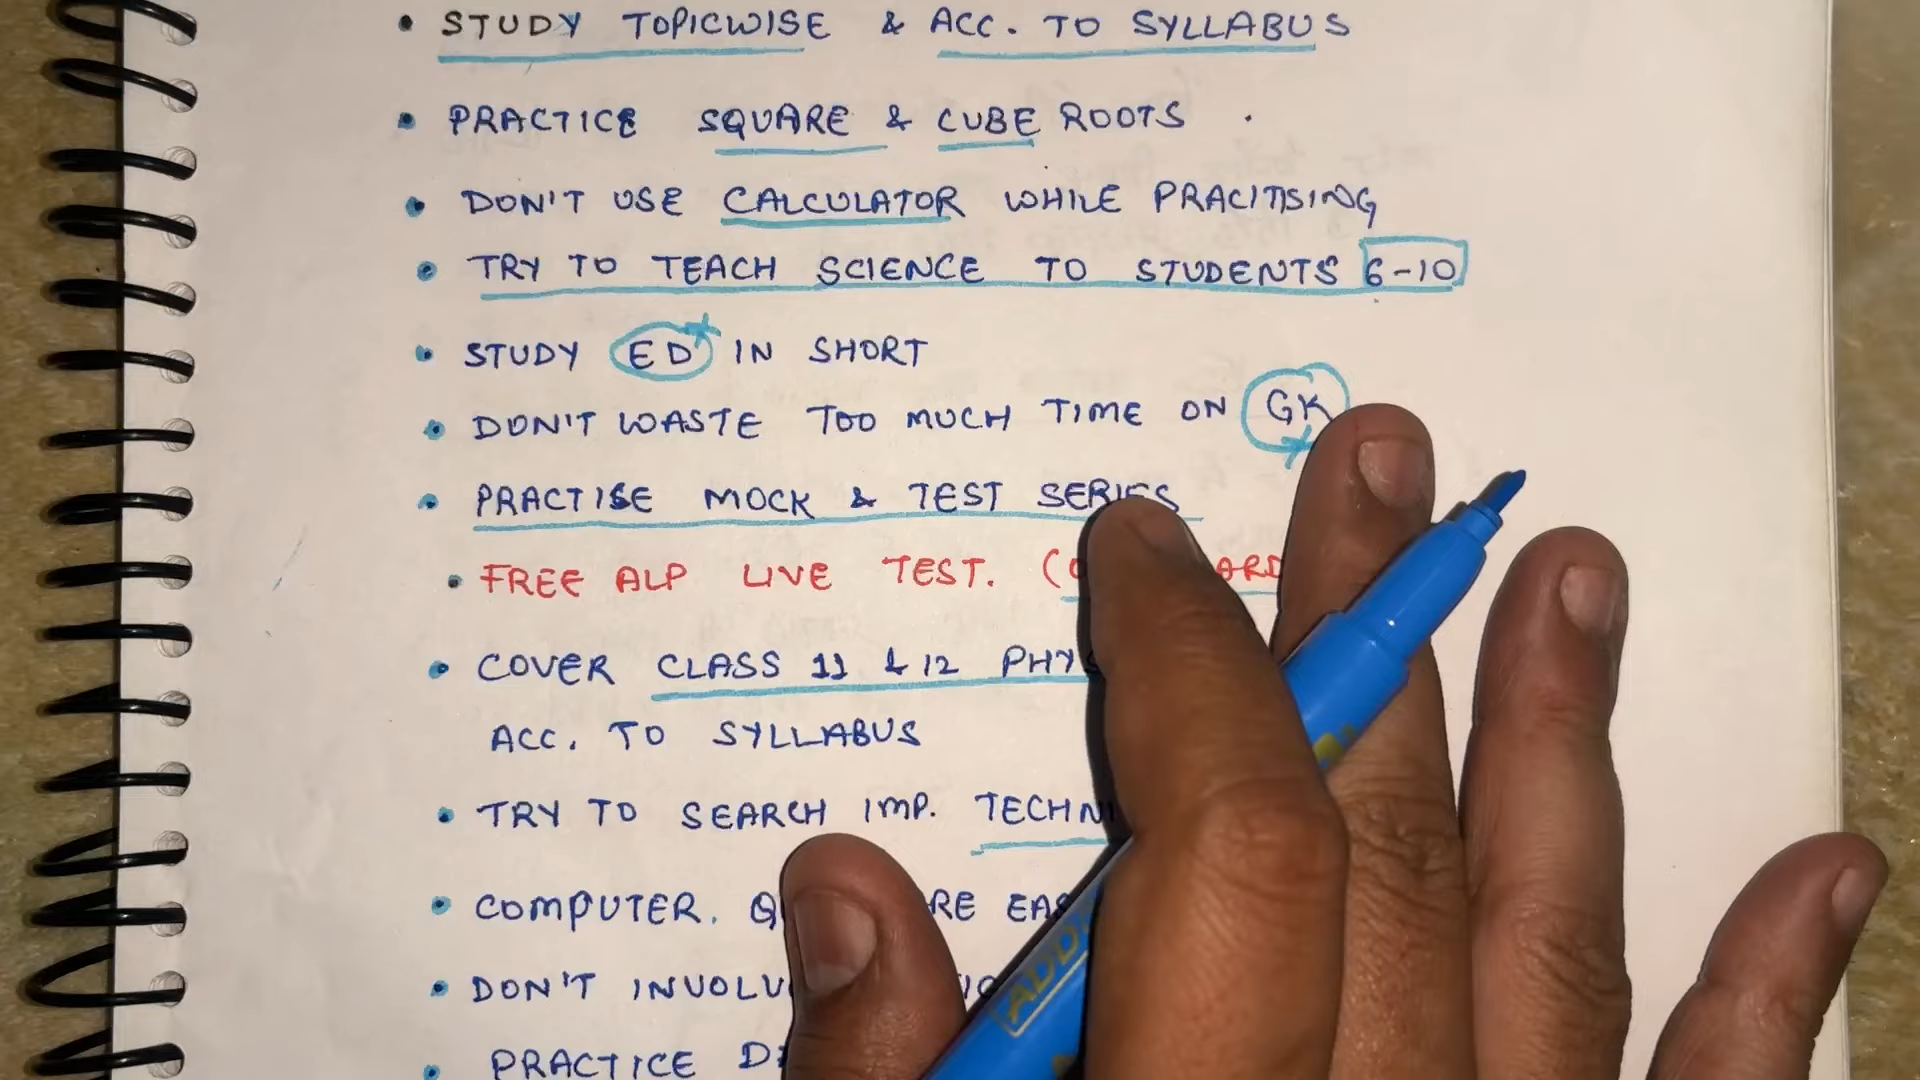 • STUDY TOPICWISE & ACC. TO SYLLABUS
• PRACTICE SQUARE & CUBE ROOTS .
• DON'T USE CALCULATOR WHILE PRACITISING
• TRY TO TEACH SCIENCE TO STUDENTS 6-10
• STUDY ED IN SHORT
• DON'T WASTE TOO MUCH TIME ON GK
• PRACTISE MOCK & TEST SERIES
• FREE ALP LIVE TEST. (
• COVER CLASS 11 & 12
ACC. TO SYLLABUS
• TRY TO SEARCH IMP.
• COMPUTER.
• DON'T
• PRACTICE
ADD